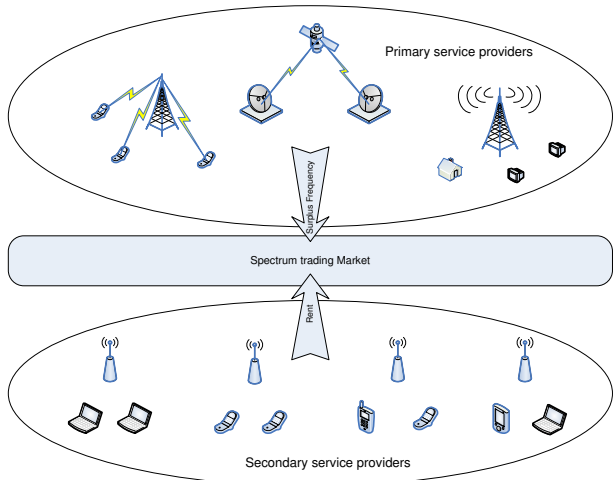 Primary service providers
Surplus Frequency
Spectrum trading Market
Rent
Secondary service providers